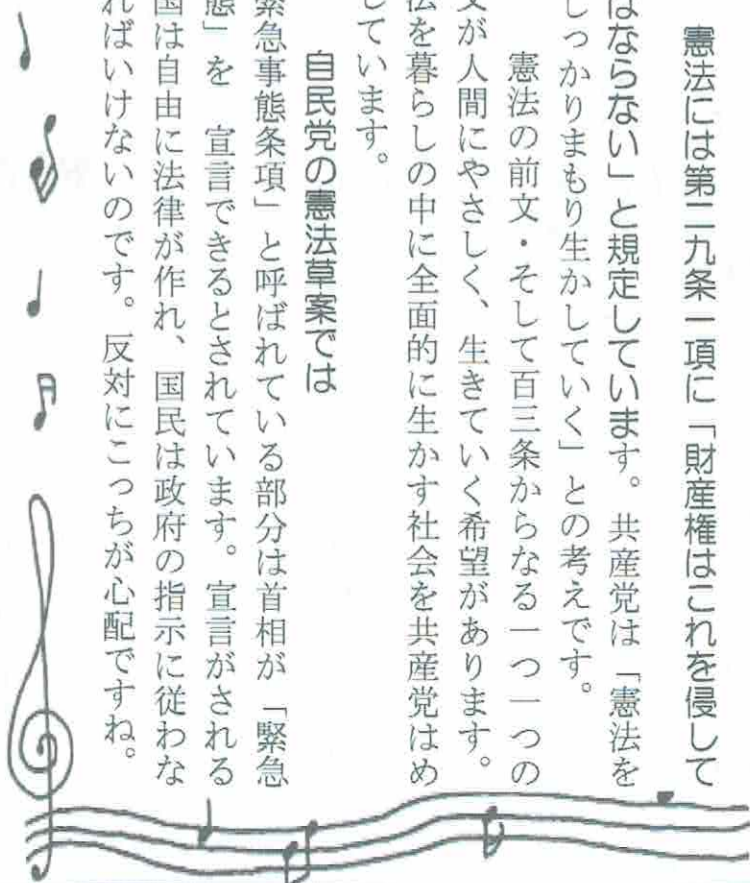 憲法には第二九条一項に「財産権はこれを侵して
はならない」と規定しています。共産党は「憲法を
しっかりまもり生かしていく」との考えです。
憲法の前文・そして百三条からなる一つ一つの
文が人間にやさしく、生きていく希望があります。
法を暮らしの中に全面的に生かす社会を共産党はめ
しています。
自民党の憲法草案では
緊急事態条項」と呼ばれている部分は首相が「緊急
態」を 宣言できるとされています。宣言がされる
国は自由に法律が作れ、国民は政府の指示に従わな
ればいけないのです。反対にこっちが心配ですね。